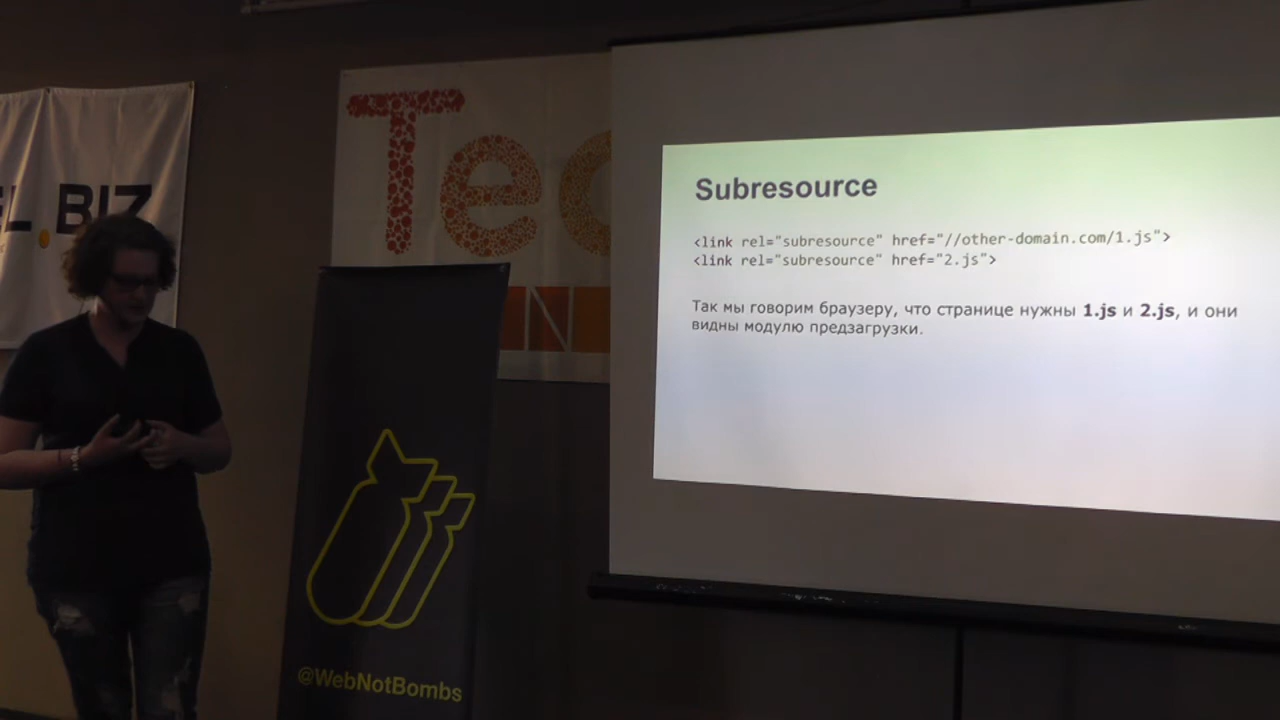 L.BIZ
Tec
N
@WebNotBombs
Subresource
<link rel="subresource" href="//other-domain.com/1.js">
<link rel="subresource" href="2.js">
Так мы говорим браузеру, что странице нужны 1.js и 2.js, и они
видны модулю предзагрузки.